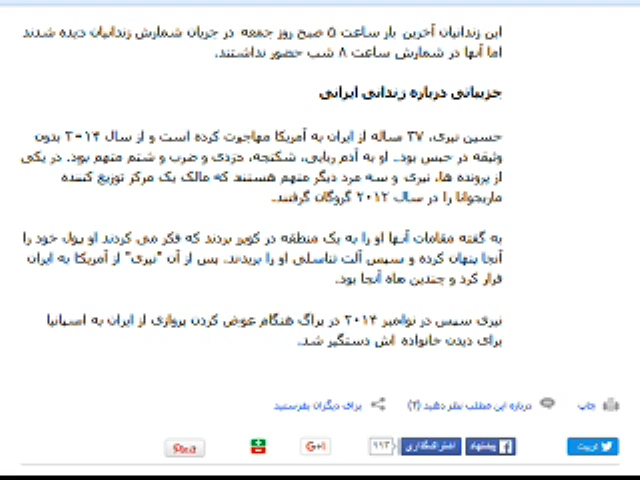 این زندانیان آخرین بار ساعت ۵ صبح روز جمعه در جریان شمارش زندانیان دیده شدند
اما آنها در شمارش ساعت ۸ شب حضور نداشتند.
جزییاتی درباره زندانی ایرانی
حسین نیری، ۳۷ ساله از ایران به آمریکا مهاجرت کرده است و از سال ۲۰۱۴ بدون
وثیقه در حبس بود. او به آدم ربایی، شکنجه، دزدی و ضرب و شتم متهم بود. در یکی
از پرونده ها، نیری و سه مرد دیگر متهم هستند که مالک یک مرکز توزیع کننده
ماریجوانا را در سال ۲۰۱۲ گروگان گرفتند.
به گفته مقامات آنها او را به یک منطقه در کویر بردند که فکر می کردند او پول خود را
آنجا پنهان کرده و سپس آلت تناسلی او را بریدند. پس از آن "نیری" از آمریکا به ایران
فرار کرد و چندین ماه آنجا بود.
نیری سپس در نوامبر ۲۰۱۴ در پراگ هنگام عوض کردن پروازی از ایران به اسپانیا
برای دیدن خانواده اش دستگیر شد.
چاپ درباره این مطلب نظر دهید (۲) برای دیگران بفرستید
توییت پیشنهاد اشتراک‌گذاری ۹۹۳ G+1 Pin it